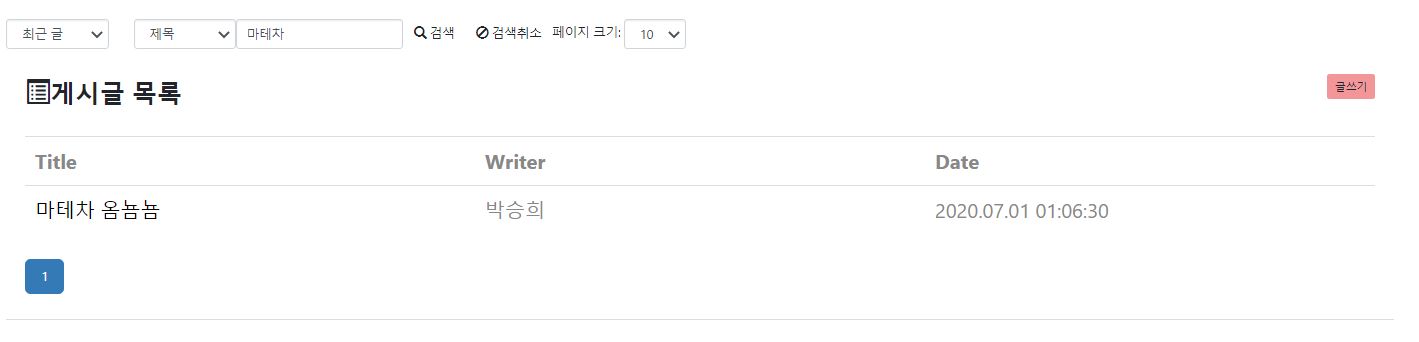 최근 글 제목 마테차 검색 검색취소 페이지 크기: 10
게시글 목록 글쓰기
Title Writer Date
마테차 옴뇸뇸 박승희 2020.07.01 01:06:30
1